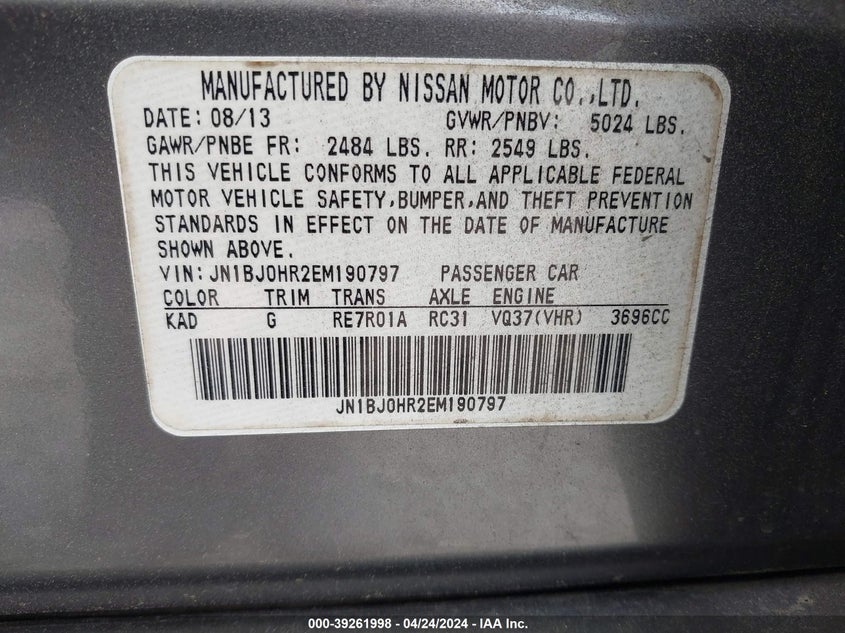 MANUFACTURED BY NISSAN MOTOR CO.,LTD.
DATE: 08/13 GVWR/PNBV: 5024 LBS.
GAWR/PNBE FR: 2484 LBS. RR: 2549 LBS.
THIS VEHICLE CONFORMS TO ALL APPLICABLE FEDERAL
MOTOR VEHICLE SAFETY,BUMPER,AND THEFT PREVENTION
STANDARDS IN EFFECT ON THE DATE OF MANUFACTURE
SHOWN ABOVE.
VIN: JN1BJ0HR2EM190797 PASSENGER CAR
COLOR TRIM TRANS AXLE ENGINE
KAD G RE7R01A RC31 VQ37(VHR) 3696CC
JN1BJ0HR2EM190797
000-39261998 - 04/24/2024 - IAA Inc.